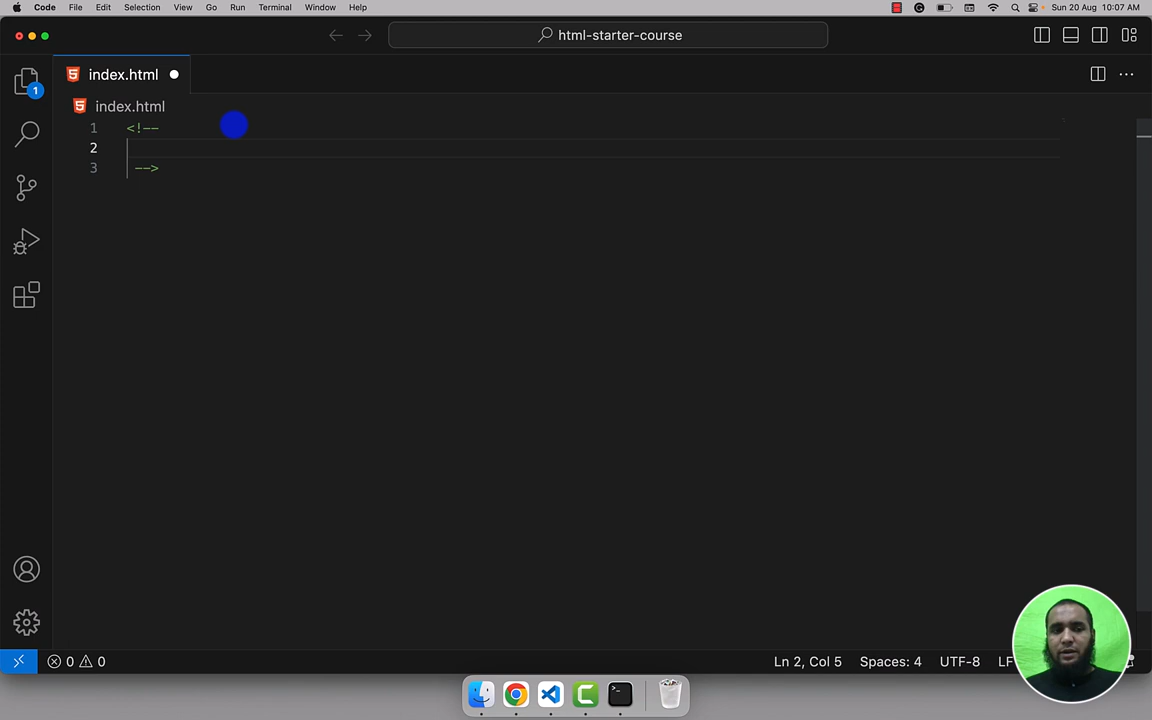 Code File Edit Selection View Go Run Terminal Window Help Sun 20 Aug 10:07 AM
html-starter-course
index.html
index.html
1 <!--
2
3 -->
1
0 0 Ln 2, Col 5 Spaces: 4 UTF-8 LF